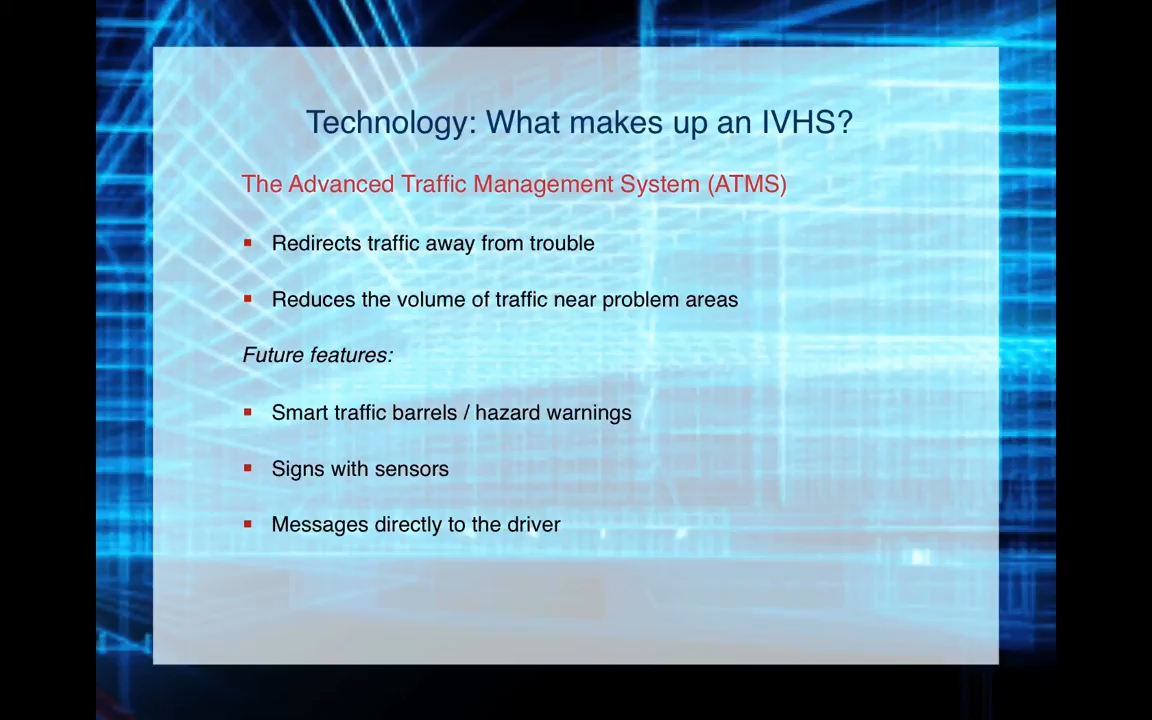 Technology: What makes up an IVHS?
The Advanced Traffic Management System (ATMS)
▪ Redirects traffic away from trouble
▪ Reduces the volume of traffic near problem areas
Future features:
▪ Smart traffic barrels / hazard warnings
▪ Signs with sensors
▪ Messages directly to the driver